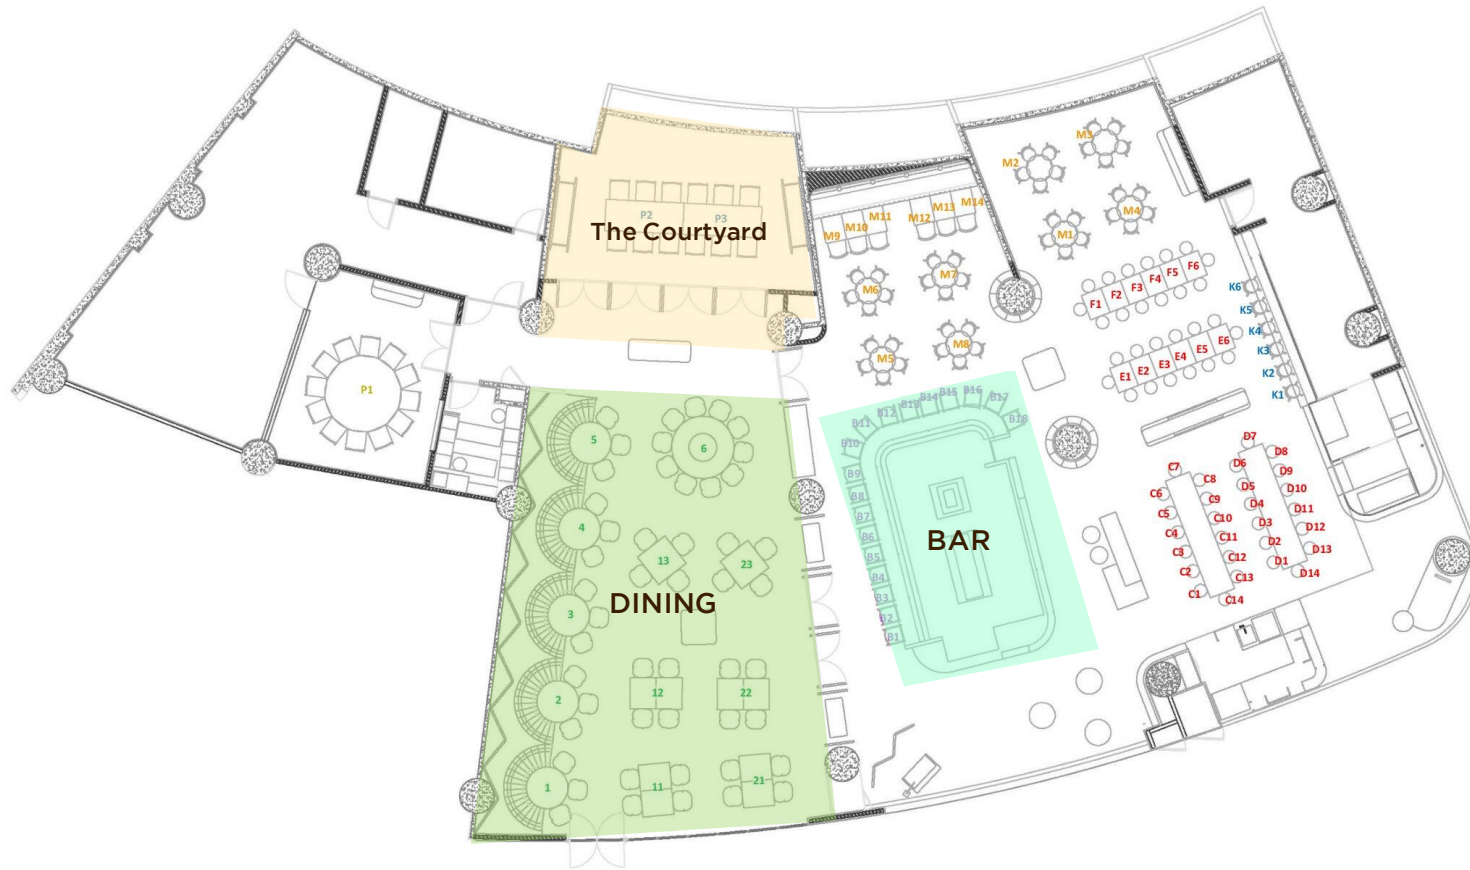 The Courtyard
P2
P3
P1
DINING
5
6
4
13
23
3
2
12
22
1
11
21
BAR
B1
B2
B3
B4
B5
B6
B7
B8
B9
B10
B11
B12
B13
B14
B15
B16
B17
B18
M1
M2
M3
M4
M5
M6
M7
M8
M9
M10
M11
M12
M13
M14
F1
F2
F3
F4
F5
F6
E1
E2
E3
E4
E5
E6
K6
K5
K4
K3
K2
K1
C1
C2
C3
C4
C5
C6
C7
C8
C9
C10
C11
C12
C13
C14
D1
D2
D3
D4
D5
D6
D7
D8
D9
D10
D11
D12
D13
D14